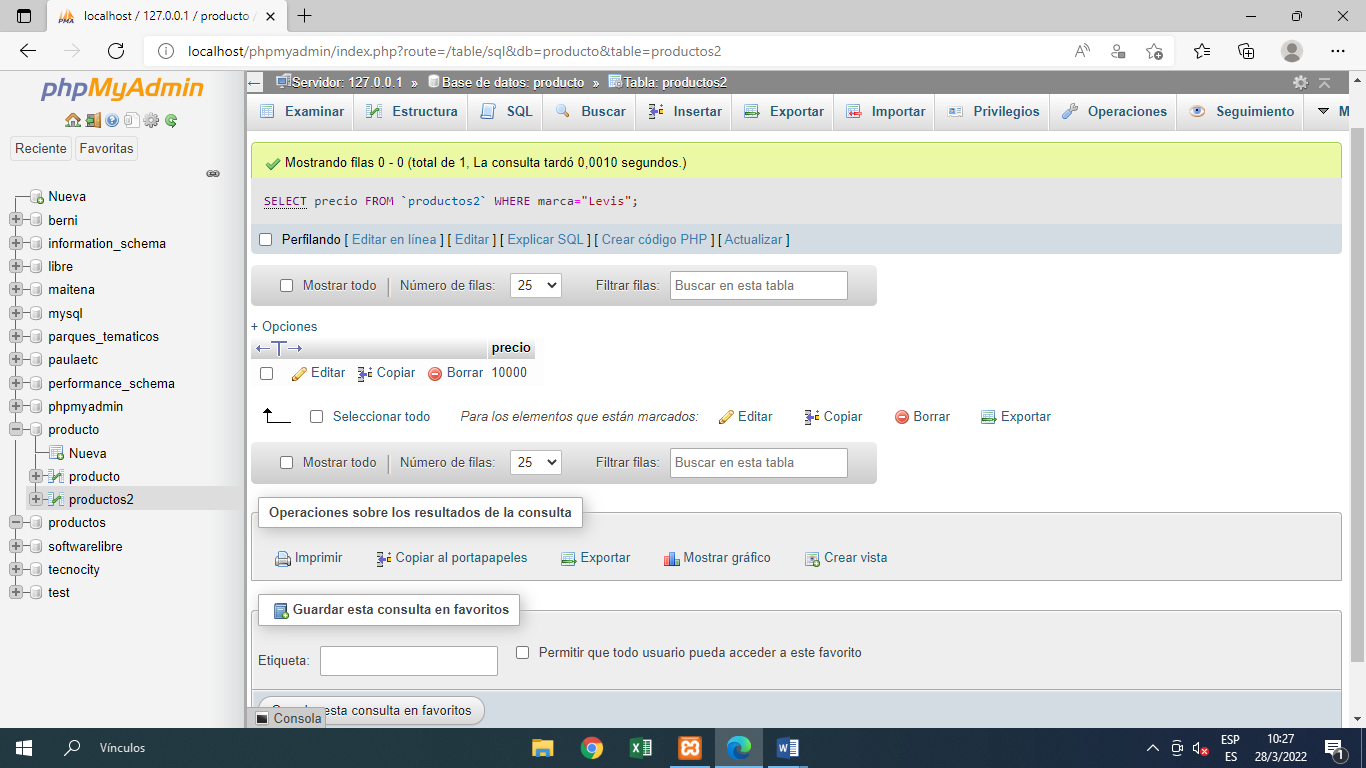 localhost / 127.0.0.1 / producto /
localhost/phpmyadmin/index.php?route=/table/sql&db=producto&table=productos2
phpMyAdmin
Reciente Favoritas
Nueva
berni
information_schema
libre
maitena
mysql
parques_tematicos
paulaetc
performance_schema
phpmyadmin
producto
Nueva
producto
productos2
productos
softwarelibre
tecnocity
test
Servidor: 127.0.0.1 » Base de datos: producto » Tabla: productos2
Examinar Estructura SQL Buscar Insertar Exportar Importar Privilegios Operaciones Seguimiento M
Mostrando filas 0 - 0 (total de 1, La consulta tardó 0,0010 segundos.)
SELECT precio FROM `productos2` WHERE marca="Levis";
Perfilando [ Editar en línea ] [ Editar ] [ Explicar SQL ] [ Crear código PHP ] [ Actualizar ]
Mostrar todo | Número de filas: 25 Filtrar filas: Buscar en esta tabla
+ Opciones
←T→ precio
Editar Copiar Borrar 10000
Seleccionar todo Para los elementos que están marcados: Editar Copiar Borrar Exportar
Mostrar todo | Número de filas: 25 Filtrar filas: Buscar en esta tabla
Operaciones sobre los resultados de la consulta
Imprimir Copiar al portapapeles Exportar Mostrar gráfico Crear vista
Guardar esta consulta en favoritos
Etiqueta: Permitir que todo usuario pueda acceder a este favorito
esta consulta en favoritos
Consola
Vínculos
ESP
ES
10:27
28/3/2022
1